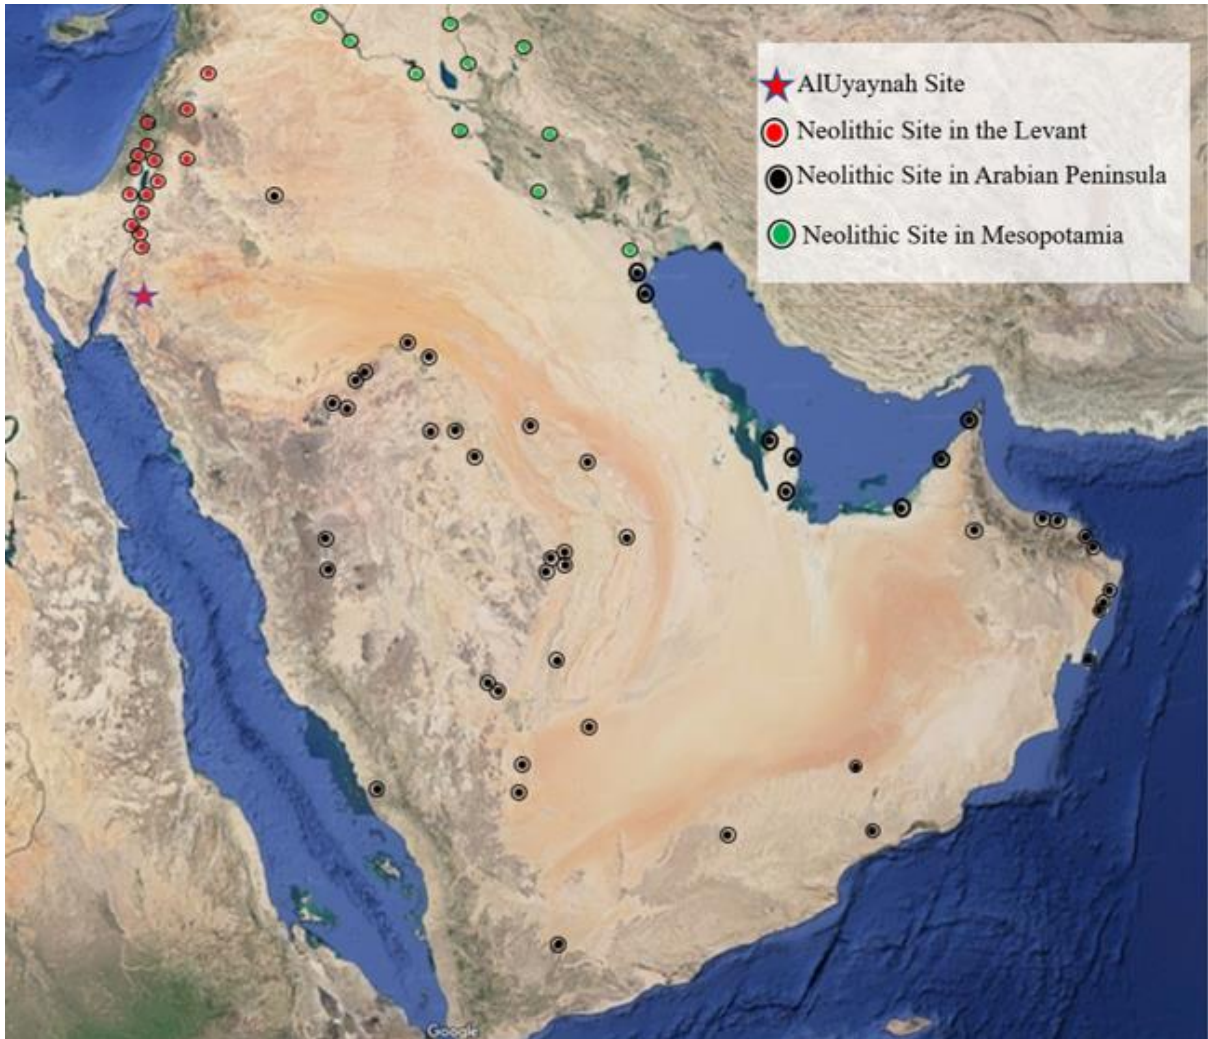 AlUyaynah Site
Neolithic Site in the Levant
Neolithic Site in Arabian Peninsula
Neolithic Site in Mesopotamia
Google